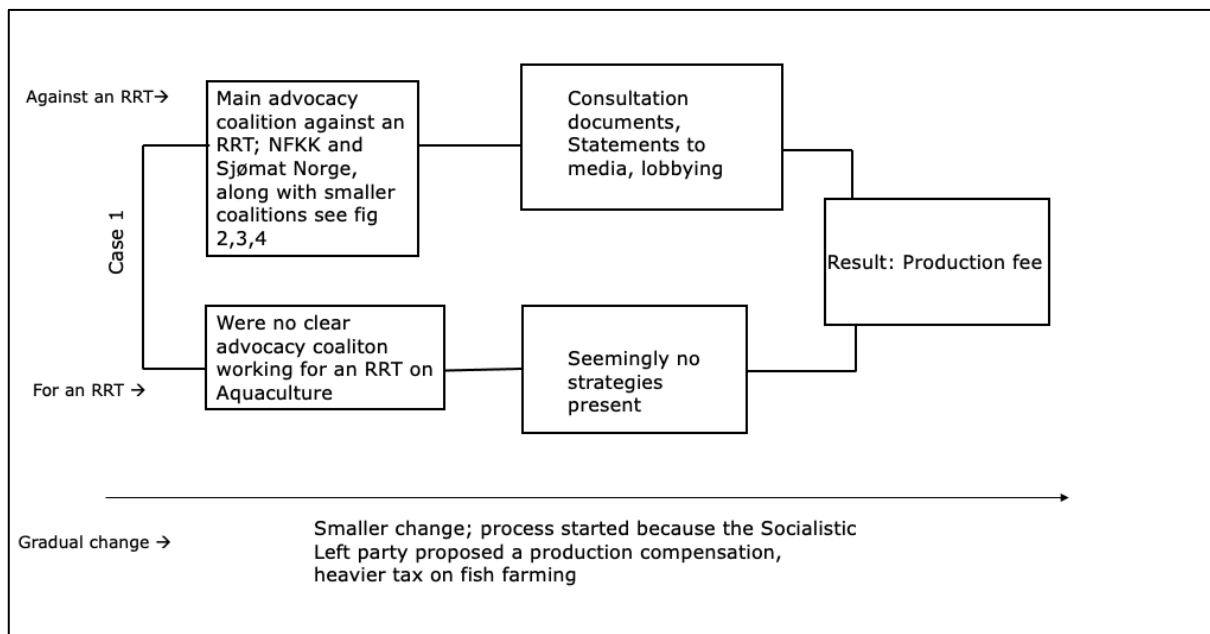 Against an RRT→
Main advocacy
coalition against an
RRT; NFKK and
Sjømat Norge,
along with smaller
coalitions see fig
2,3,4
Consultation
documents,
Statements to
media, lobbying
Case 1
Result: Production fee
Were no clear
advocacy coaliton
working for an RRT on
Aquaculture
Seemingly no
strategies
present
For an RRT →
Gradual change →
Smaller change; process started because the Socialistic
Left party proposed a production compensation,
heavier tax on fish farming